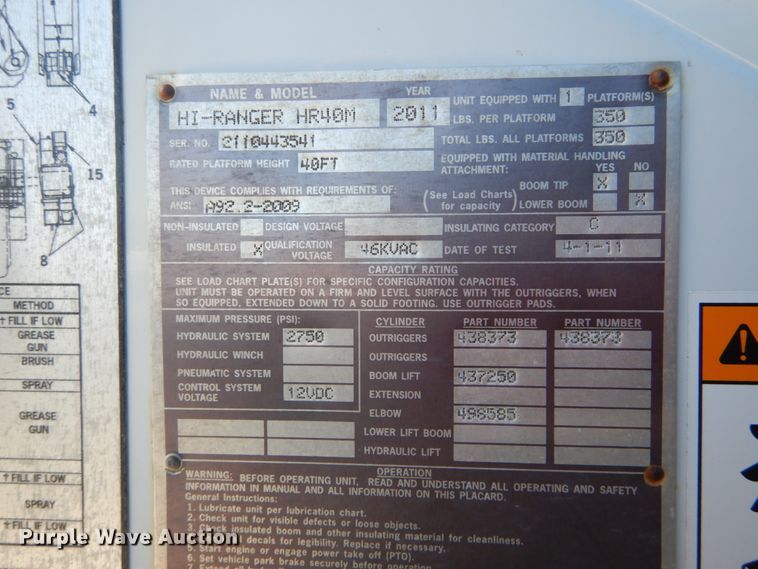 4
5
15
8
CE
METHOD
† FILL IF LOW
GREASE
GUN
BRUSH
SPRAY
GREASE
GUN
† FILL IF LOW
SPRAY
† FILL IF LOW
NAME & MODEL YEAR
HI-RANGER HR40M 2011
UNIT EQUIPPED WITH 1 PLATFORM(S)
LBS. PER PLATFORM 350
SER. NO. 2110443541
TOTAL LBS. ALL PLATFORMS 350
RATED PLATFORM HEIGHT 40FT
EQUIPPED WITH MATERIAL HANDLING
ATTACHMENT: YES NO
BOOM TIP X
THIS DEVICE COMPLIES WITH REQUIREMENTS OF:
ANSI A92.2-2009
(See Load Charts
for capacity)
LOWER BOOM X
NON-INSULATED DESIGN VOLTAGE INSULATING CATEGORY C
INSULATED X QUALIFICATION VOLTAGE 46KVAC DATE OF TEST 4-1-11
CAPACITY RATING
SEE LOAD CHART PLATE(S) FOR SPECIFIC CONFIGURATION CAPACITIES.
UNIT MUST BE OPERATED ON A FIRM AND LEVEL SURFACE WITH THE OUTRIGGERS, WHEN
SO EQUIPPED, EXTENDED DOWN TO A SOLID FOOTING. USE OUTRIGGER PADS.
MAXIMUM PRESSURE (PSI): CYLINDER PART NUMBER PART NUMBER
HYDRAULIC SYSTEM 2750 OUTRIGGERS 438373 438373
HYDRAULIC WINCH OUTRIGGERS
PNEUMATIC SYSTEM BOOM LIFT 437250
CONTROL SYSTEM
VOLTAGE 12VDC EXTENSION
ELBOW 498585
LOWER LIFT BOOM
HYDRAULIC LIFT
OPERATION
WARNING: BEFORE OPERATING UNIT, READ AND UNDERSTAND ALL OPERATING AND SAFETY
INFORMATION IN MANUAL AND ALL INFORMATION ON THIS PLACARD.
General Instructions:
1. Lubricate unit per lubrication chart.
2. Check unit for visible defects or loose objects.
3. Check insulated boom and other insulating material for cleanliness.
decals for legibility. Replace if necessary.
5. Start engine or engage power take off (PTO).
6. Set vehicle park brake securely before operation.
Purple Wave Auction